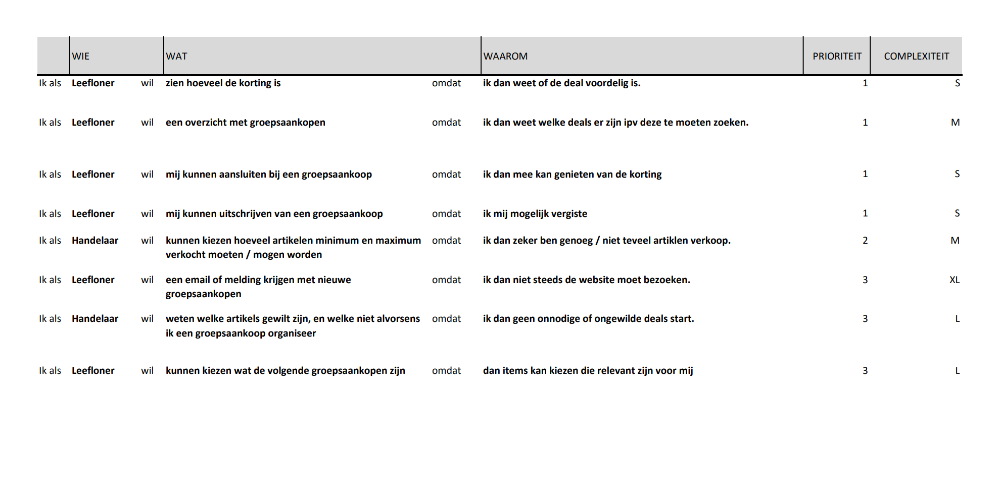 WIE WAT WAAROM PRIORITEIT COMPLEXITEIT
Ik als Leefloner wil zien hoeveel de korting is omdat ik dan weet of de deal voordelig is. 1 S
Ik als Leefloner wil een overzicht met groepsaankopen omdat ik dan weet welke deals er zijn ipv deze te moeten zoeken. 1 M
Ik als Leefloner wil mij kunnen aansluiten bij een groepsaankoop omdat ik dan mee kan genieten van de korting 1 S
Ik als Leefloner wil mij kunnen uitschrijven van een groepsaankoop omdat ik mij mogelijk vergiste 1 S
Ik als Handelaar wil kunnen kiezen hoeveel artikelen minimum en maximum omdat ik dan zeker ben genoeg / niet teveel artiklen verkoop. 2 M
verkocht moeten / mogen worden
Ik als Leefloner wil een email of melding krijgen met nieuwe omdat ik dan niet steeds de website moet bezoeken. 3 XL
groepsaankopen
Ik als Handelaar wil weten welke artikels gewilt zijn, en welke niet alvorsens omdat ik dan geen onnodige of ongewilde deals start. 3 L
ik een groepsaankoop organiseer
Ik als Leefloner wil kunnen kiezen wat de volgende groepsaankopen zijn omdat dan items kan kiezen die relevant zijn voor mij 3 L